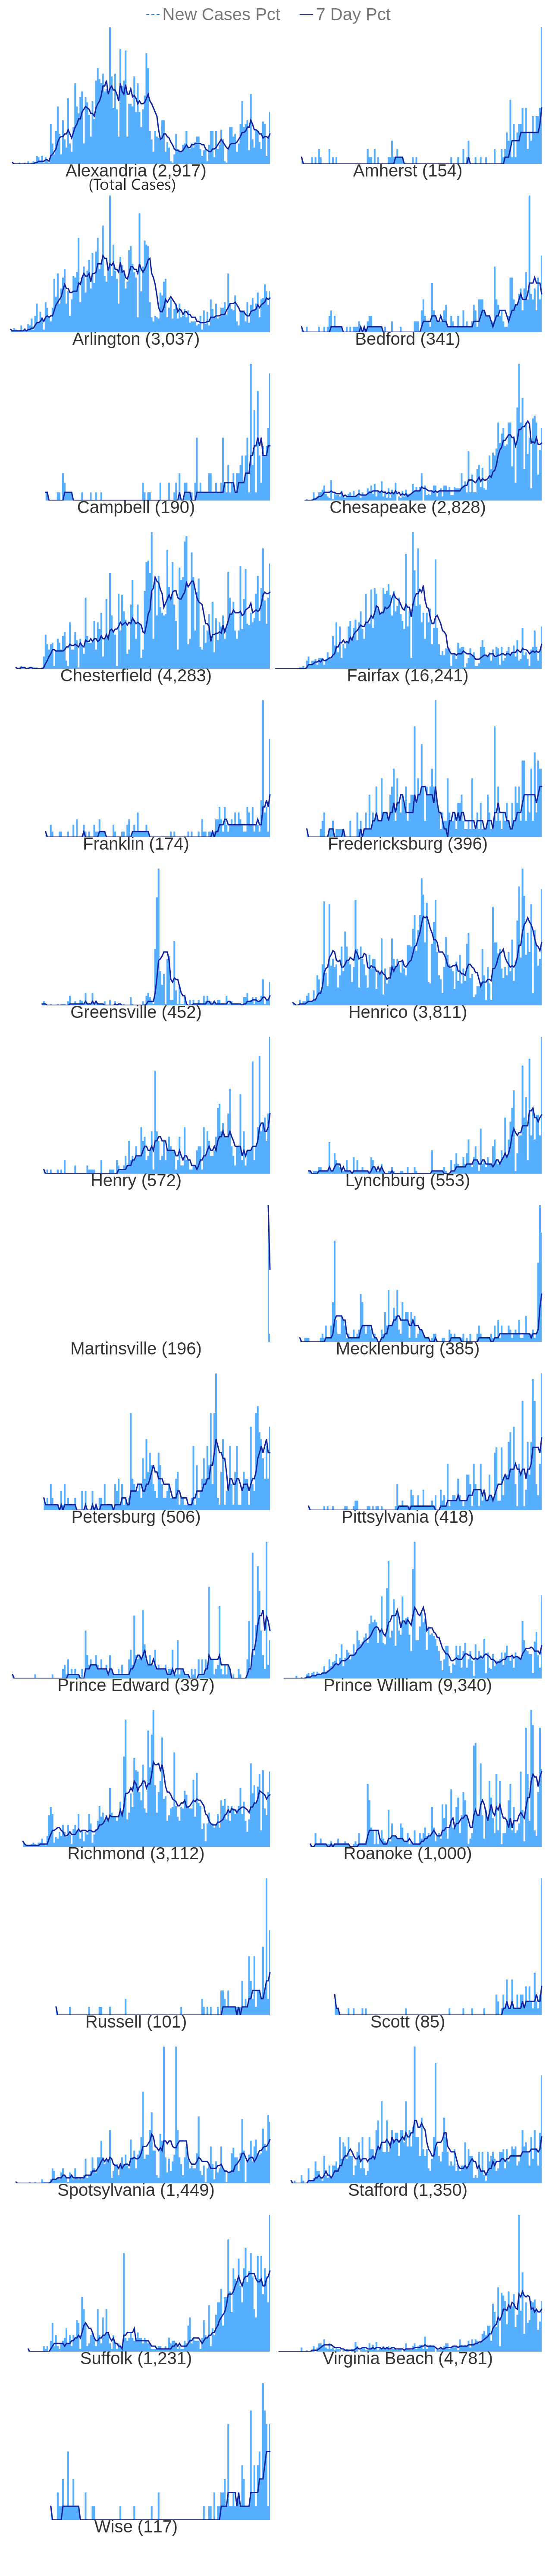 New Cases Pct 7 Day Pct
Alexandria (2,917) Amherst (154)
(Total Cases)
Arlington (3,037) Bedford (341)
Campbell (190) Chesapeake (2,828)
Chesterfield (4,283) Fairfax (16,241)
Franklin (174) Fredericksburg (396)
Greensville (452) Henrico (3,811)
Henry (572) Lynchburg (553)
Martinsville (196) Mecklenburg (385)
Petersburg (506) Pittsylvania (418)
Prince Edward (397) Prince William (9,340)
Richmond (3,112) Roanoke (1,000)
Russell (101) Scott (85)
Spotsylvania (1,449) Stafford (1,350)
Suffolk (1,231) Virginia Beach (4,781)
Wise (117)